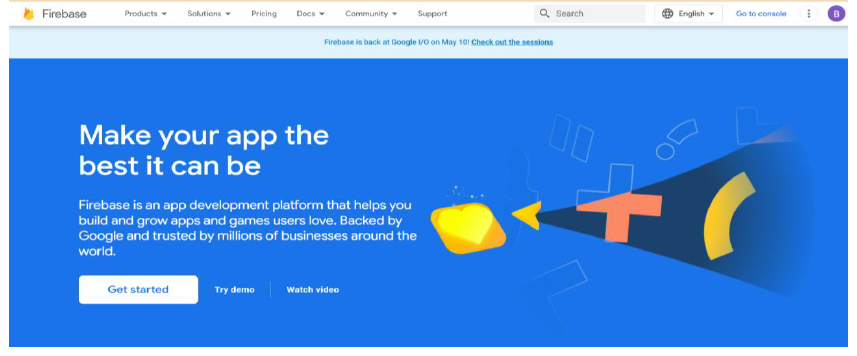 Firebase Products Solutions Pricing Docs Community Support Search English Go to console B
Firebase is back at Google I/O on May 10! Check out the sessions
Make your app the
best it can be
Firebase is an app development platform that helps you
build and grow apps and games users love. Backed by
Google and trusted by millions of businesses around the
world.
Get started Try demo Watch video